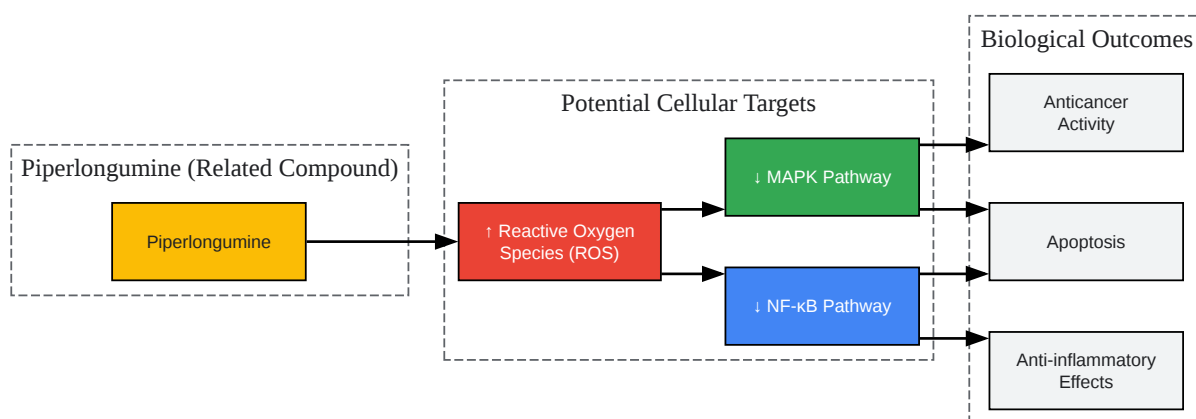 Piperlongumine (Related Compound)
Piperlongumine
Potential Cellular Targets
↑ Reactive Oxygen
Species (ROS)
↓ MAPK Pathway
↓ NF-κB Pathway
Biological Outcomes
Anticancer
Activity
Apoptosis
Anti-inflammatory
Effects